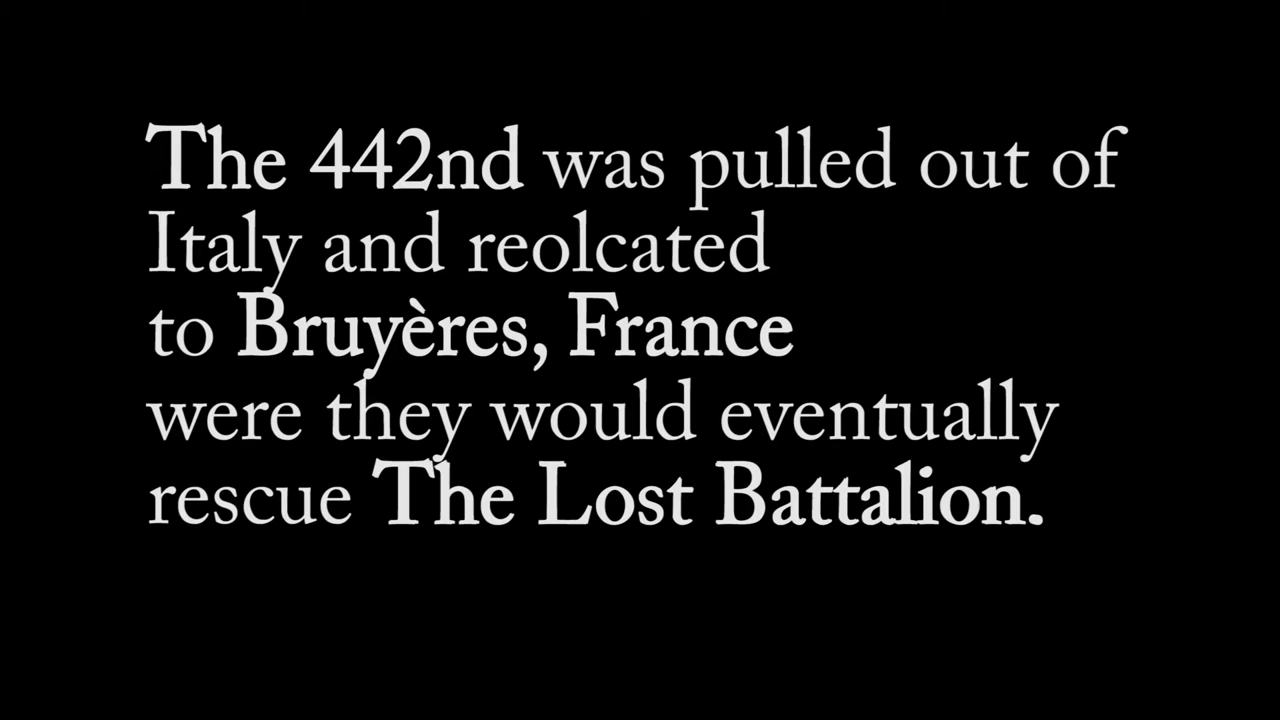 The 442nd was pulled out of
Italy and reolcated
to Bruyères, France
were they would eventually
rescue The Lost Battalion.